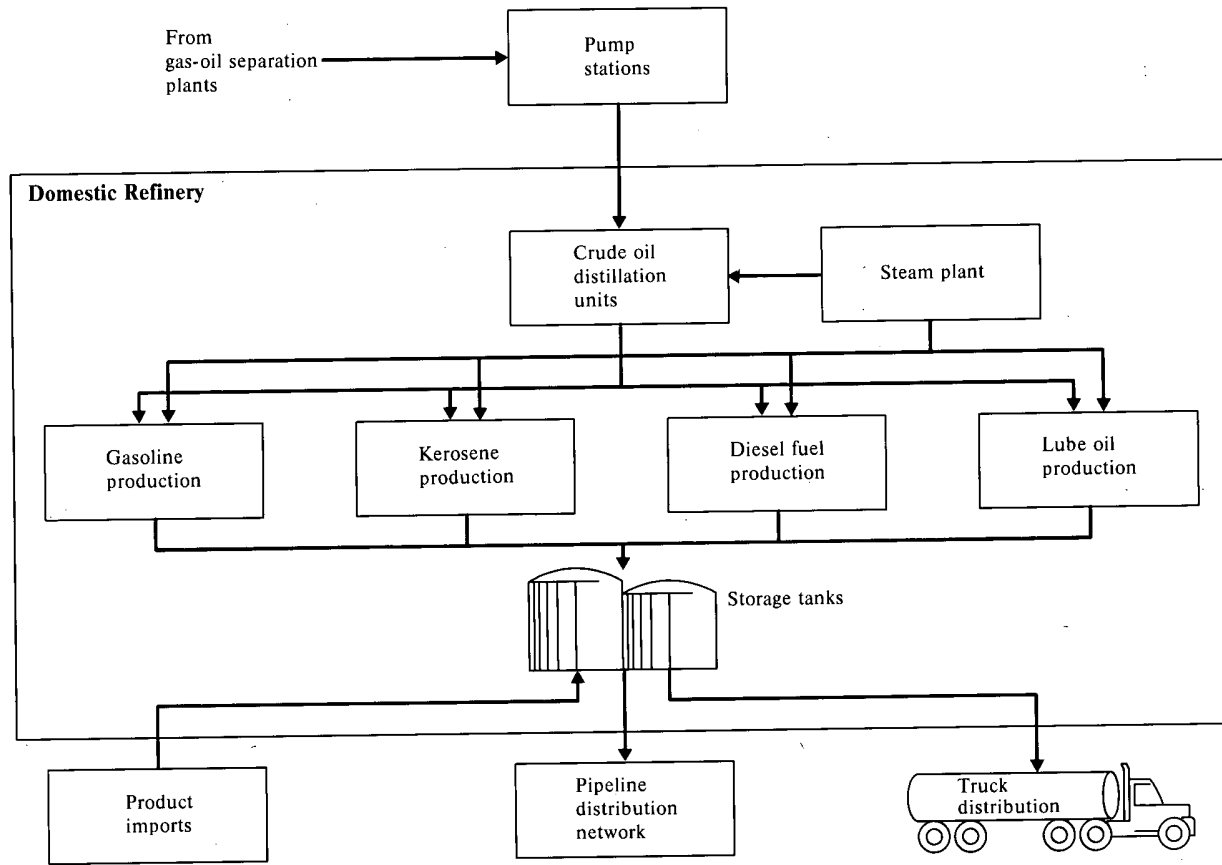 From
gas-oil separation
plants
Pump
stations
Domestic Refinery
Crude oil
distillation
units
Steam plant
Gasoline
production
Kerosene
production
Diesel fuel
production
Lube oil
production
Storage tanks
Product
imports
Pipeline
distribution
network
Truck
distribution